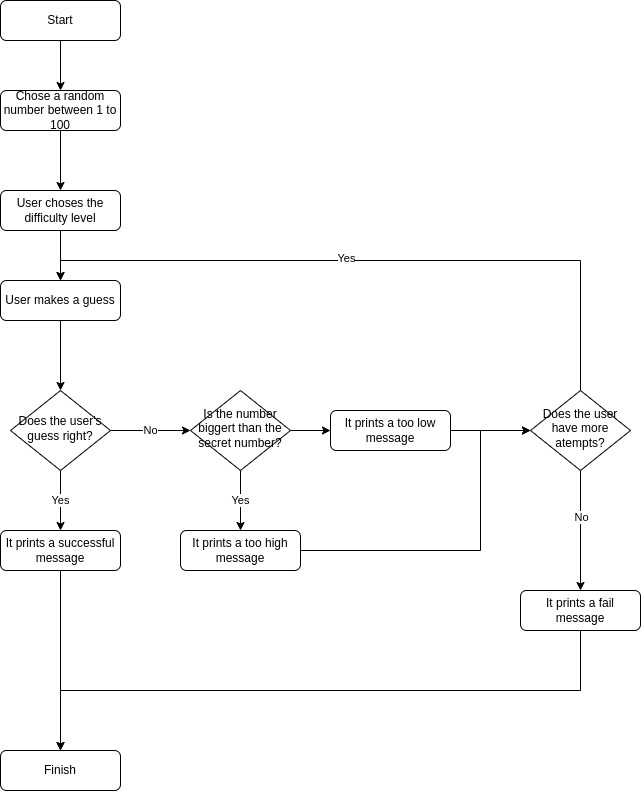 Start
Chose a random
number between 1 to
100
User choses the
difficulty level
Yes
User makes a guess
Does the user's
guess right?
No
Is the number
biggert than the
secret number?
It prints a too low
message
Does the user
have more
atempts?
Yes
Yes
No
It prints a successful
message
It prints a too high
message
It prints a fail
message
Finish